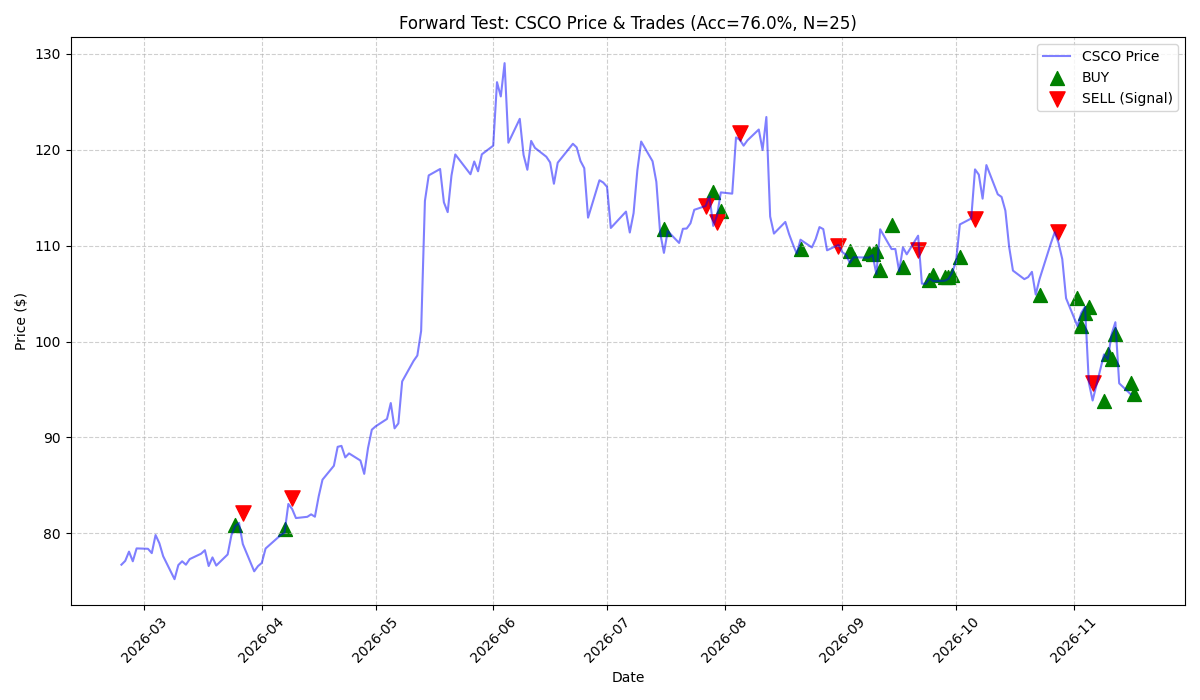 Forward Test: CSCO Price & Trades (Acc=76.0%, N=25)
CSCO Price
BUY
SELL (Signal)
Price ($)
130
120
110
100
90
80
2026-03
2026-04
2026-05
2026-06
2026-07
2026-08
2026-09
2026-10
2026-11
Date